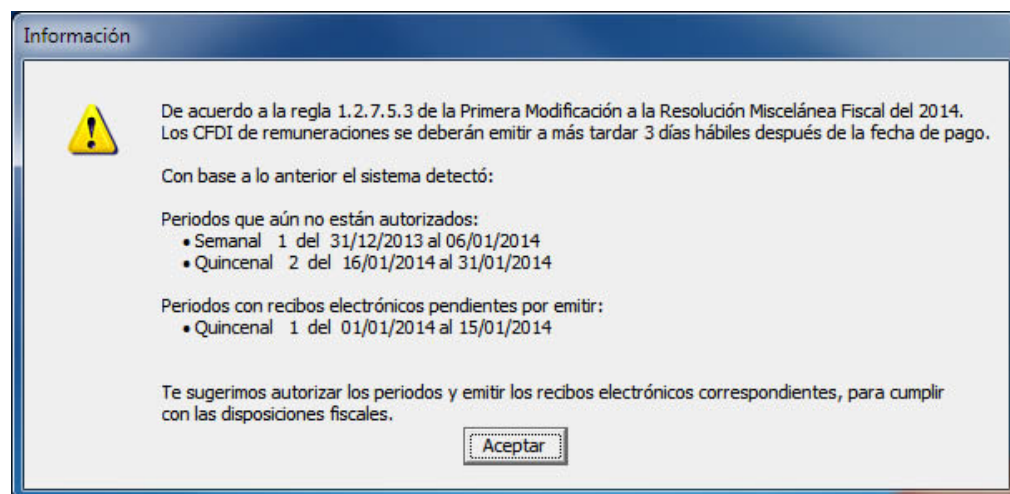 Información
De acuerdo a la regla 1.2.7.5.3 de la Primera Modificación a la Resolución Miscelánea Fiscal del 2014.
Los CFDI de remuneraciones se deberán emitir a más tardar 3 días hábiles después de la fecha de pago.
Con base a lo anterior el sistema detectó:
Periodos que aún no están autorizados:
• Semanal 1 del 31/12/2013 al 06/01/2014
• Quincenal 2 del 16/01/2014 al 31/01/2014
Periodos con recibos electrónicos pendientes por emitir:
• Quincenal 1 del 01/01/2014 al 15/01/2014
Te sugerimos autorizar los periodos y emitir los recibos electrónicos correspondientes, para cumplir
con las disposiciones fiscales.
Aceptar